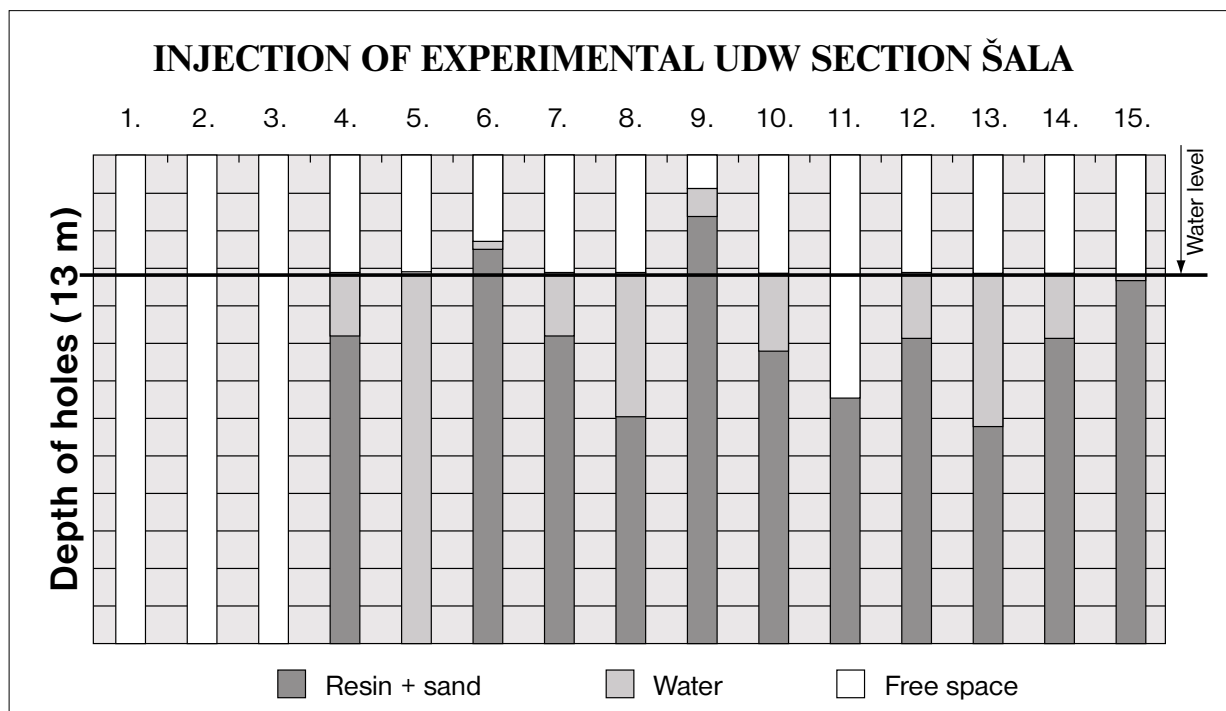 INJECTION OF EXPERIMENTAL UDW SECTION ŠALA
1. 2. 3. 4. 5. 6. 7. 8. 9. 10. 11. 12. 13. 14. 15.
Depth of holes (13 m)
Water level
Resin + sand Water Free space